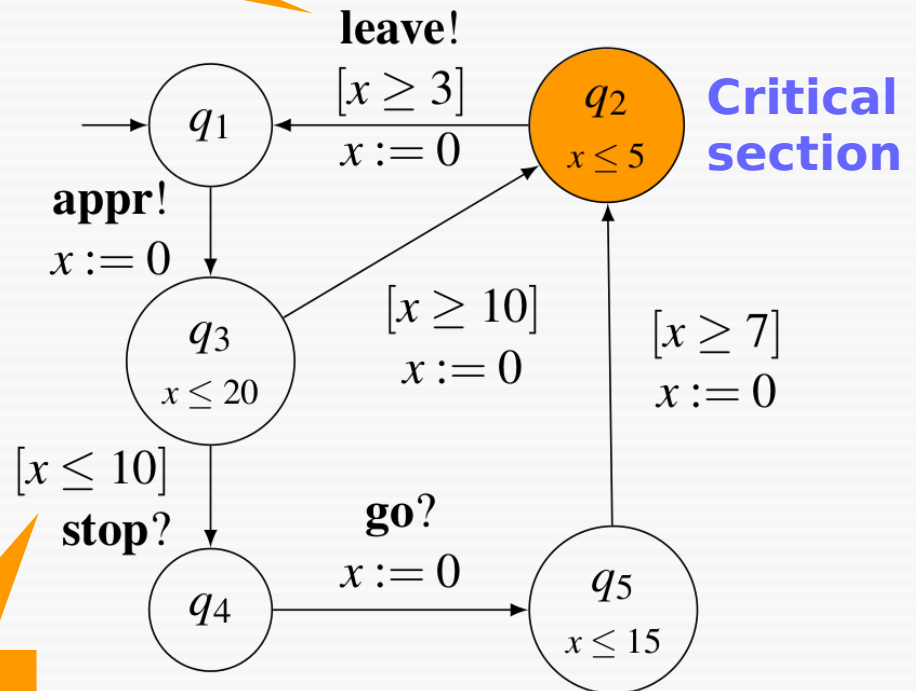 leave!
[x ≥ 3]
x := 0
q1
q2
x ≤ 5
Critical
section
appr!
x := 0
q3
x ≤ 20
[x ≥ 10]
x := 0
[x ≥ 7]
x := 0
[x ≤ 10]
stop?
go?
x := 0
q4
q5
x ≤ 15